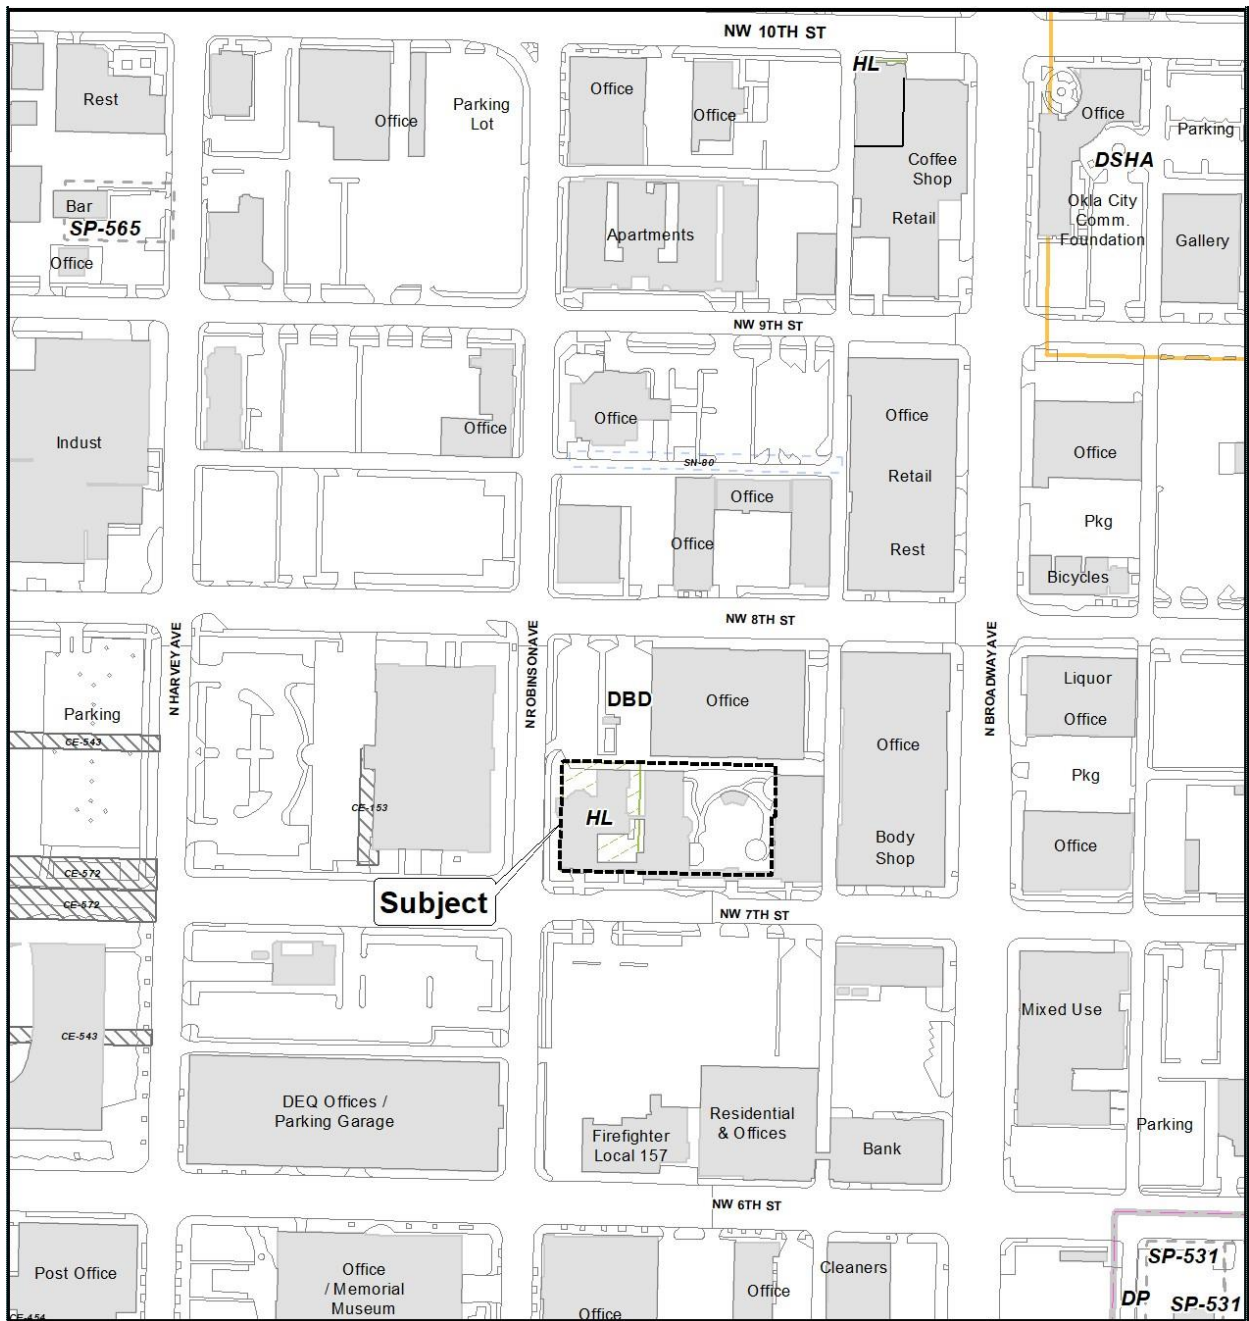 NW 10TH ST
HL
Rest
Office
Parking
Lot
Office
Office
Office
Parking
Coffee
Shop
DSHA
Bar
SP-565
Okla City
Comm.
Foundation
Retail
Apartments
Gallery
Office
NW 9TH ST
Indust
Office
Office
Office
Office
SN-80
Retail
Office
Pkg
Office
Rest
Bicycles
NW 8TH ST
N HARVEY AVE
N ROBINSON AVE
N BROADWAY AVE
Parking
DBD
Office
Liquor
Office
CE-543
Office
Pkg
CE-153
HL
Body
Shop
Office
CE-572
CE-572
Subject
NW 7TH ST
Mixed Use
CE-543
DEQ Offices /
Parking Garage
Residential
& Offices
Firefighter
Local 157
Bank
Parking
NW 6TH ST
Post Office
Office
/ Memorial
Museum
Cleaners
SP-531
Office
DP
SP-531
Office
CE-454